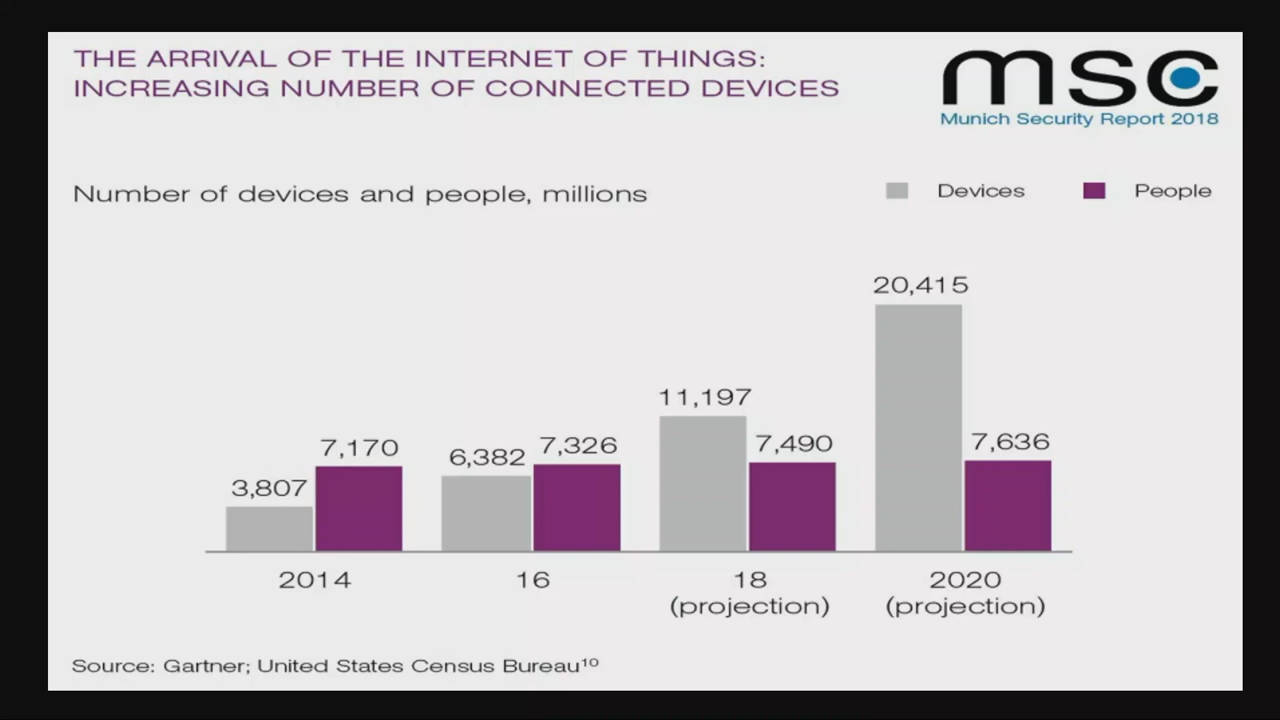 THE ARRIVAL OF THE INTERNET OF THINGS:
INCREASING NUMBER OF CONNECTED DEVICES
msc
Munich Security Report 2018
Number of devices and people, millions
Devices
People
3,807
7,170
6,382
7,326
11,197
7,490
20,415
7,636
2014
16
18
(projection)
2020
(projection)
Source: Gartner; United States Census Bureau¹⁰